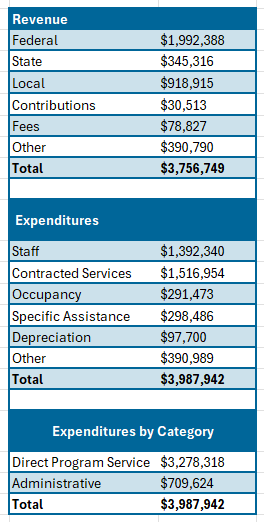 Revenue
Federal $1,992,388
State $345,316
Local $918,915
Contributions $30,513
Fees $78,827
Other $390,790
Total $3,756,749
Expenditures
Staff $1,392,340
Contracted Services $1,516,954
Occupancy $291,473
Specific Assistance $298,486
Depreciation $97,700
Other $390,989
Total $3,987,942
Expenditures by Category
Direct Program Service $3,278,318
Administrative $709,624
Total $3,987,942